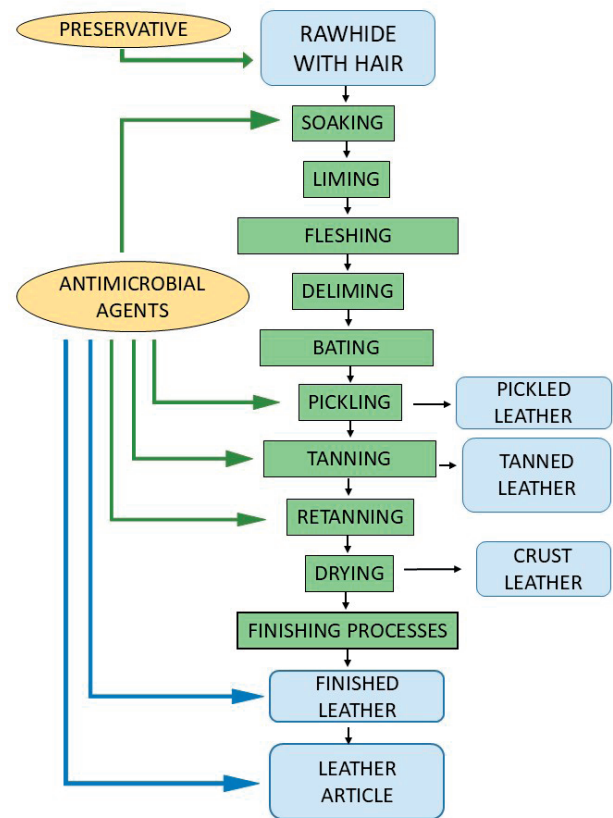 PRESERVATIVE
RAWHIDE
WITH HAIR
SOAKING
LIMING
FLESHING
ANTIMICROBIAL
AGENTS
DELIMING
BATING
PICKLING
PICKLED
LEATHER
TANNING
TANNED
LEATHER
RETANNING
DRYING
CRUST
LEATHER
FINISHING PROCESSES
FINISHED
LEATHER
LEATHER
ARTICLE